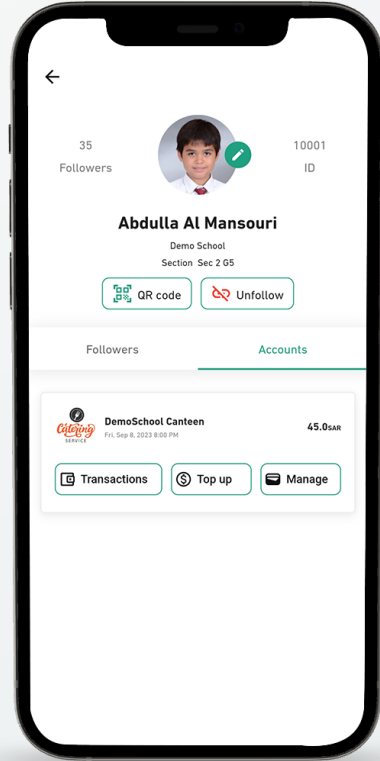 35
Followers
10001
ID
Abdulla Al Mansouri
Demo School
Section Sec 2 G5
QR code
Unfollow
Followers
Accounts
Catering
SERVICE
DemoSchool Canteen
Fri, Sep 8, 2023 8:00 PM
45.0SAR
Transactions
Top up
Manage